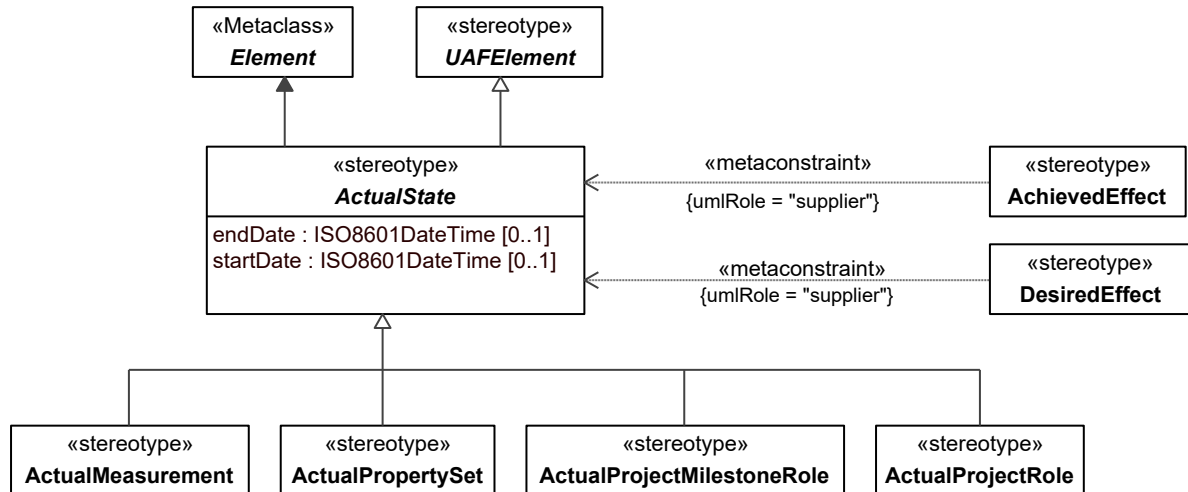 «Metaclass»
Element
«stereotype»
UAFElement
«stereotype»
ActualState
endDate : ISO8601DateTime [0..1]
startDate : ISO8601DateTime [0..1]
«metaconstraint»
{umlRole = "supplier"}
«stereotype»
AchievedEffect
«metaconstraint»
{umlRole = "supplier"}
«stereotype»
DesiredEffect
«stereotype»
ActualMeasurement
«stereotype»
ActualPropertySet
«stereotype»
ActualProjectMilestoneRole
«stereotype»
ActualProjectRole